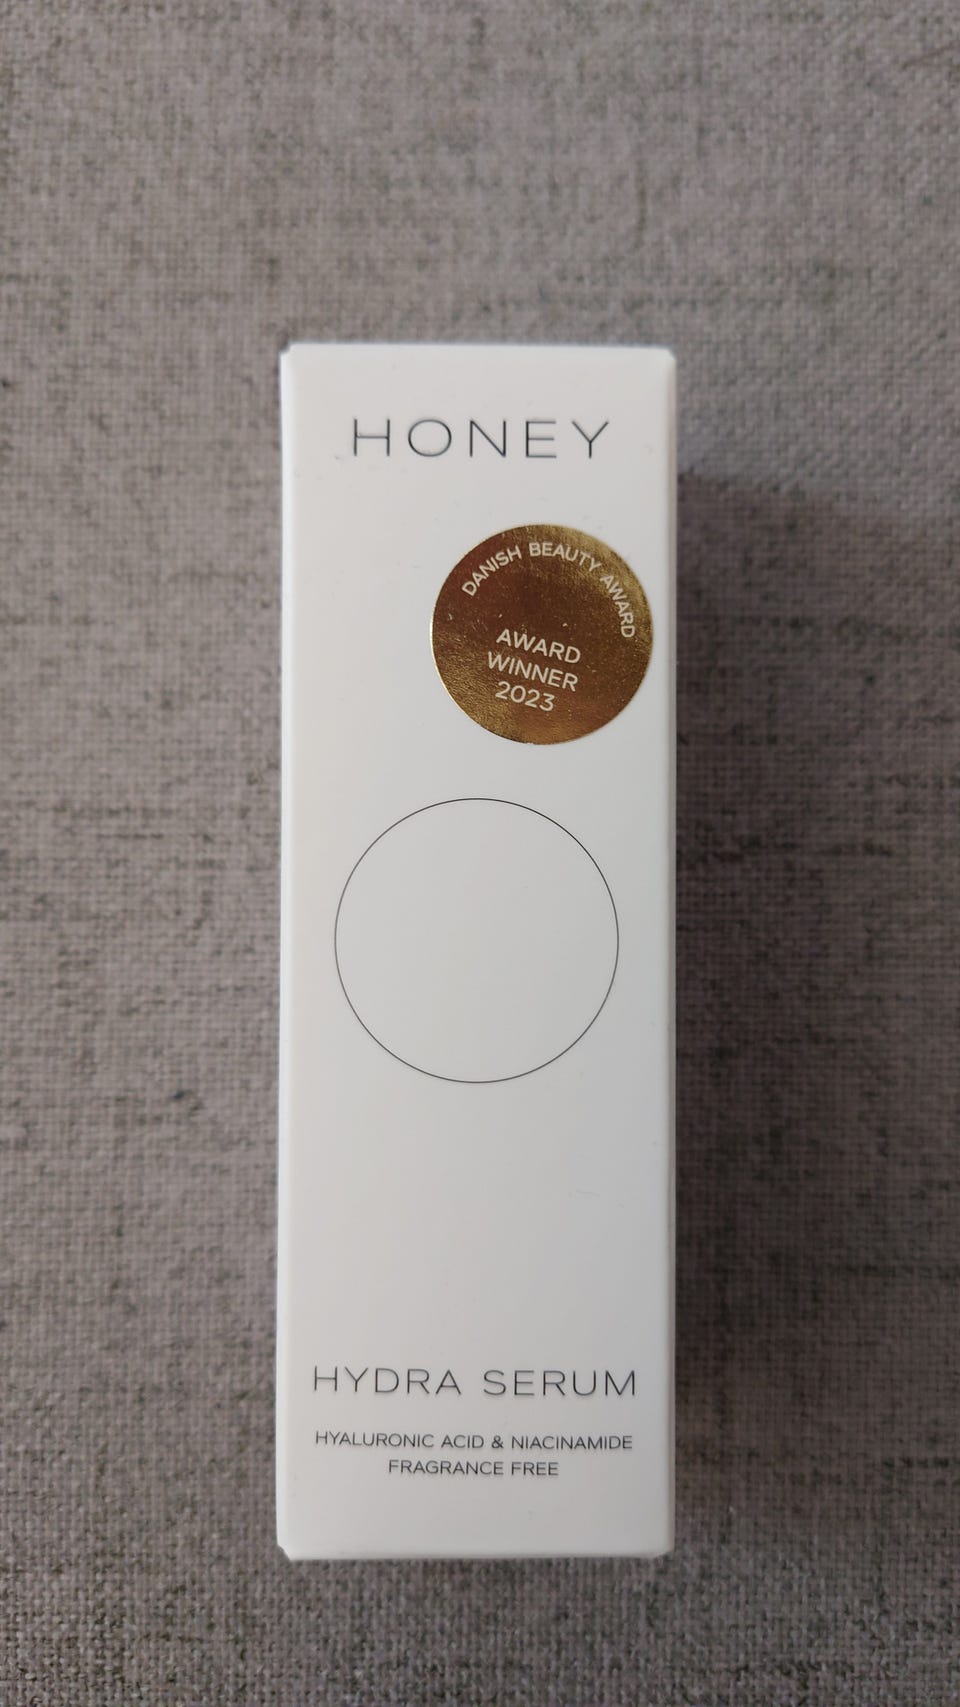 HONEY
DANISH BEAUTY AWARD
AWARD
WINNER
2023
HYDRA SERUM
HYALURONIC ACID & NIACINAMIDE
FRAGRANCE FREE